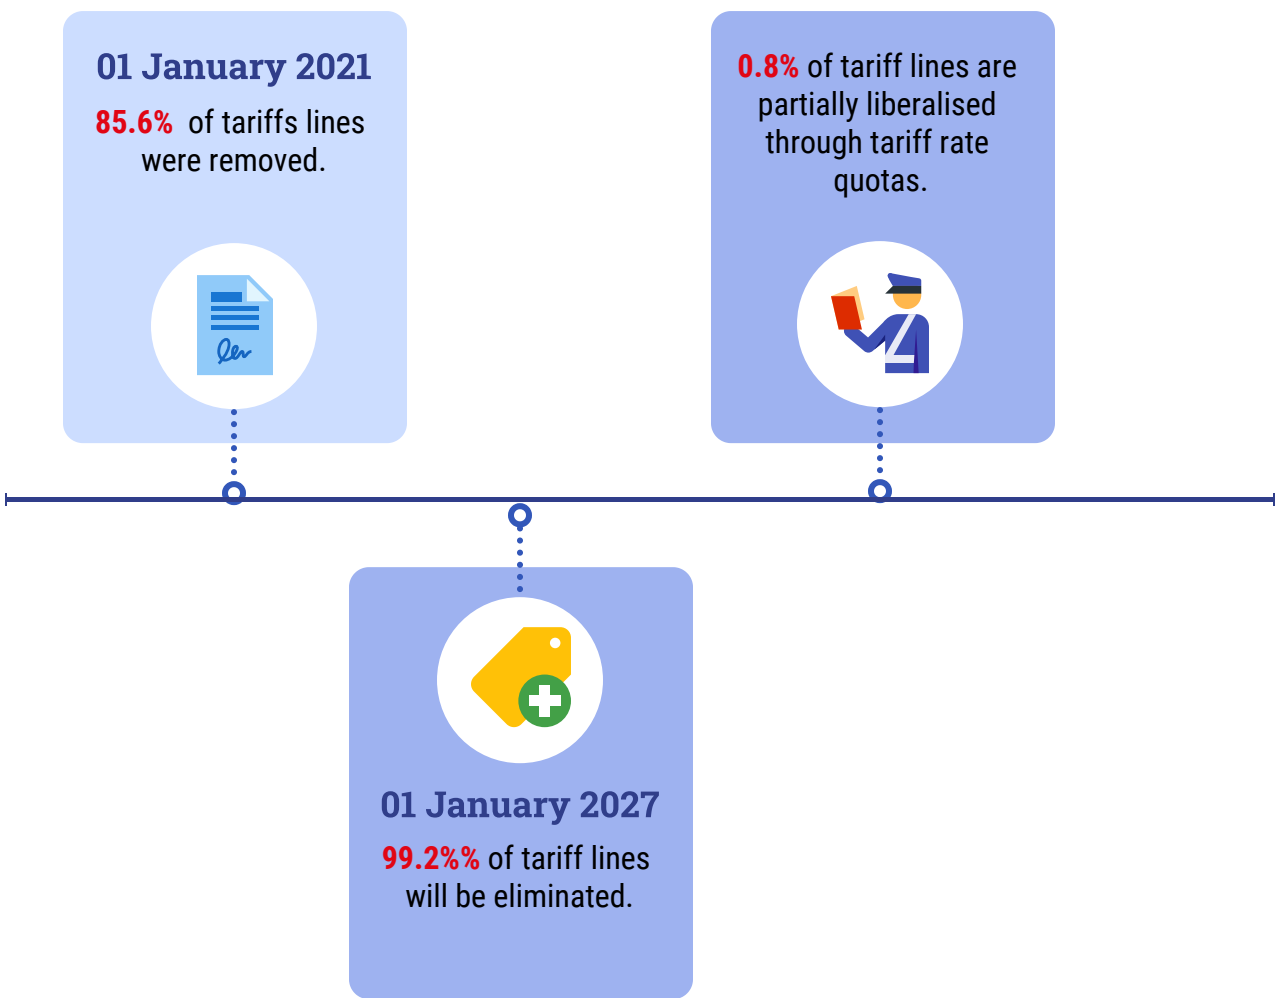 01 January 2021
85.6% of tariffs lines
were removed.
0.8% of tariff lines are
partially liberalised
through tariff rate
quotas.
01 January 2027
99.2%% of tariff lines
will be eliminated.